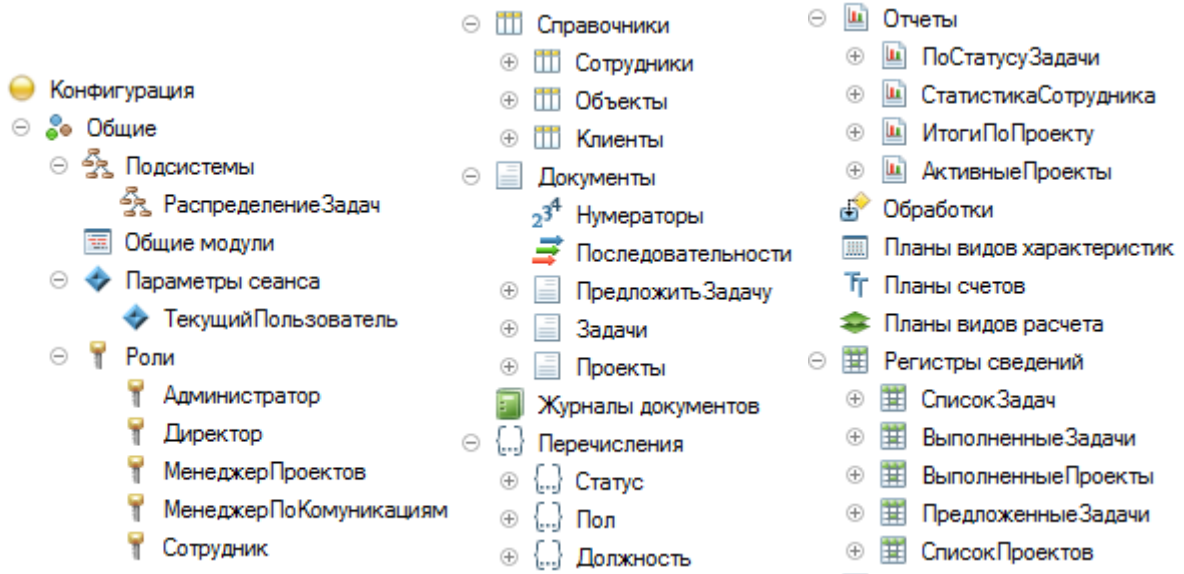 Конфигурация
Общие
Подсистемы
РаспределениеЗадач
Общие модули
Параметры сеанса
ТекущийПользователь
Роли
Администратор
Директор
МенеджерПроектов
МенеджерПоКомуникациям
Сотрудник
Справочники
Сотрудники
Объекты
Клиенты
Документы
Нумераторы
Последовательности
ПредложитьЗадачу
Задачи
Проекты
Журналы документов
Перечисления
Статус
Пол
Должность
Отчеты
ПоСтатусуЗадачи
СтатистикаСотрудника
ИтогиПоПроекту
АктивныеПроекты
Обработки
Планы видов характеристик
Планы счетов
Планы видов расчета
Регистры сведений
СписокЗадач
ВыполненныеЗадачи
ВыполненныеПроекты
ПредложенныеЗадачи
СписокПроектов